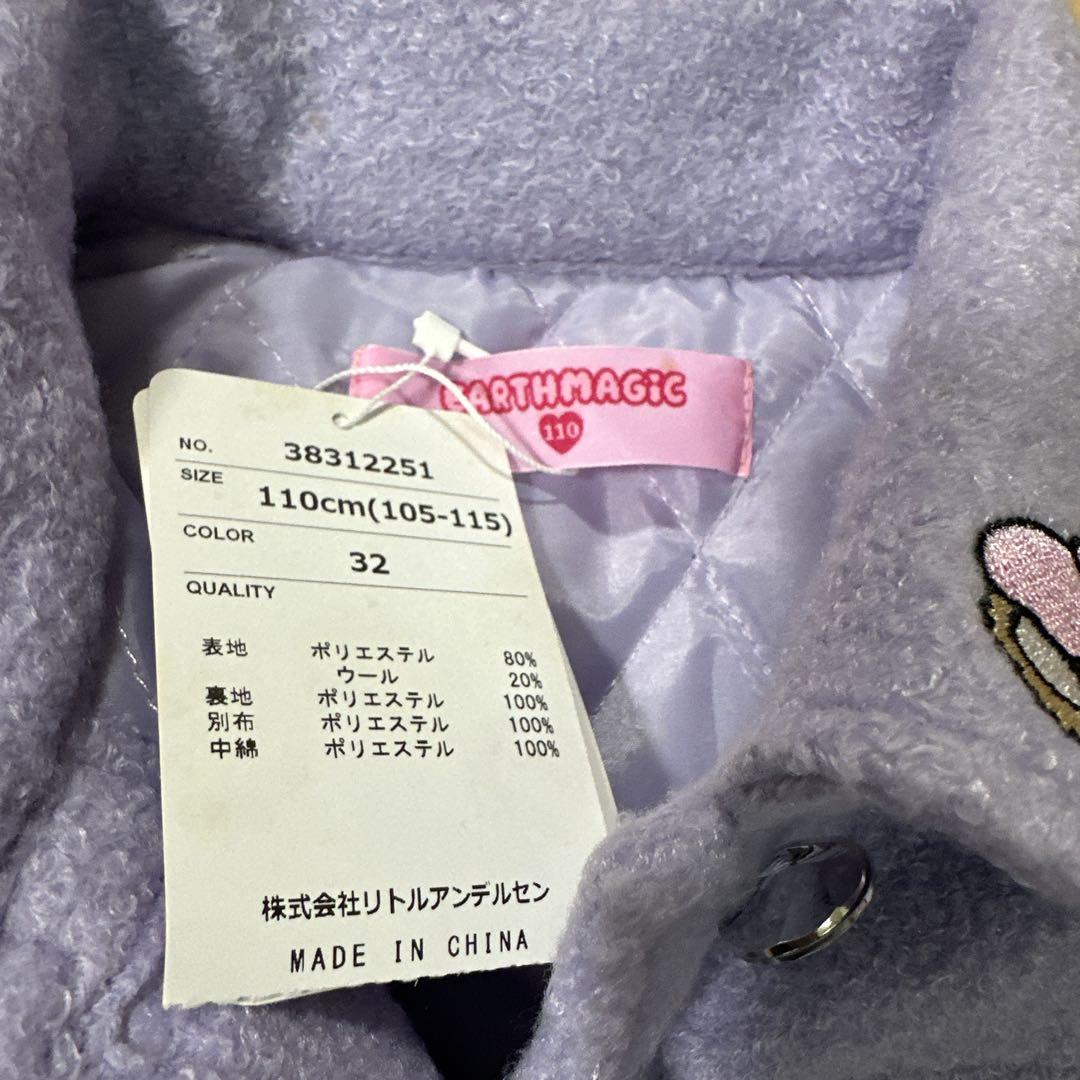 EARTHMAGiC
110
NO. 38312251
SIZE 110cm(105-115)
COLOR 32
QUALITY
表地 ポリエステル 80%
ウール 20%
裏地 ポリエステル 100%
別布 ポリエステル 100%
中綿 ポリエステル 100%
株式会社リトルアンデルセン
MADE IN CHINA